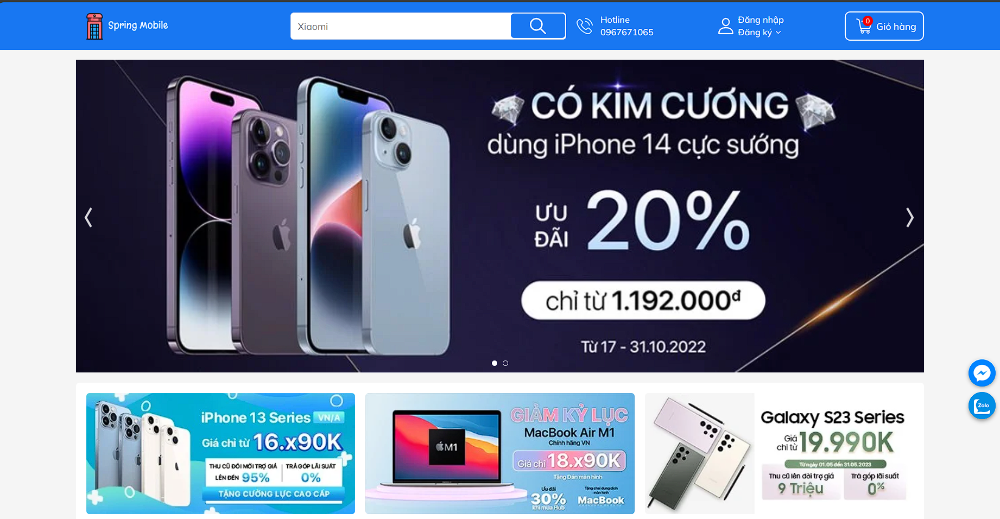 Spring Mobile
Xiaomi
Hotline
0967671065
Đăng nhập
Đăng ký
0
Giỏ hàng
CÓ KIM CƯƠNG
dùng iPhone 14 cực sướng
ƯU
ĐÃI
20%
chỉ từ 1.192.000đ
Từ 17 - 31.10.2022
iPhone 13 Series VN/A
Giá chỉ từ 16.x90K
THU CŨ ĐỔI MỚI TRỢ GIÁ
LÊN ĐẾN 95%
TRẢ GÓP LÃI SUẤT
0%
TẶNG CƯỜNG LỰC CAO CẤP
M1
GIẢM KỶ LỤC
MacBook Air M1
Chính hãng VN
Giá chỉ 18.x90K
Tặng Dán màn hình
Ưu đãi
30%
khi mua Hub
Tặng chai dung dịch
màn hình
MacBook
Galaxy S23 Series
Giá
chỉ từ 19.990K
Từ ngày 01.05 đến 31.05.2023
Thu cũ lên đời trợ giá
9 Triệu
Trả góp lãi suất
0%
Zalo